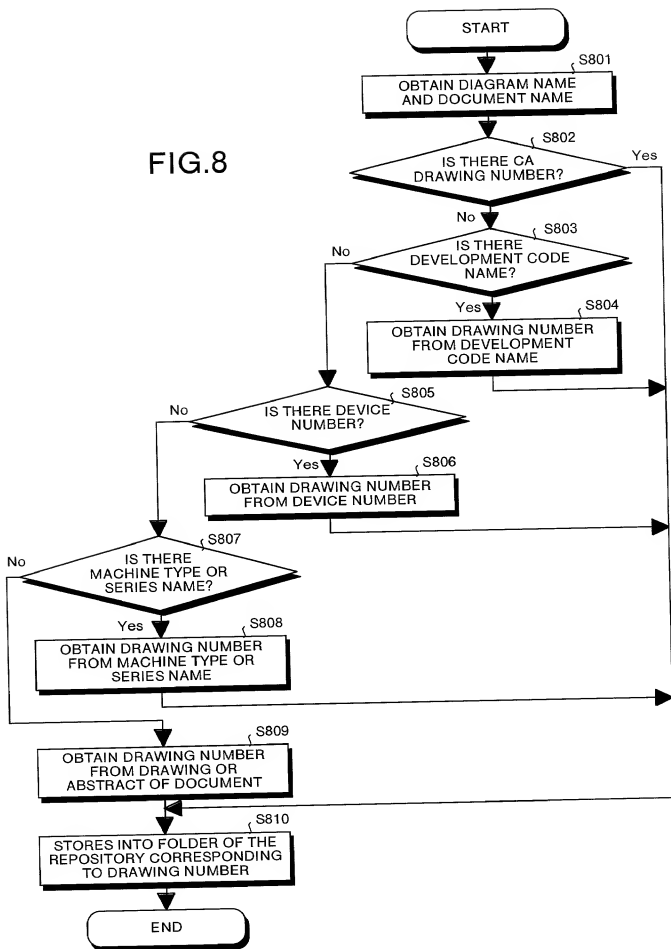 START
S801
OBTAIN DIAGRAM NAME
AND DOCUMENT NAME
FIG.8
S802
IS THERE CA
DRAWING NUMBER?
Yes
No
S803
IS THERE
DEVELOPMENT CODE
NAME?
No
Yes
S804
OBTAIN DRAWING NUMBER
FROM DEVELOPMENT
CODE NAME
S805
IS THERE DEVICE
NUMBER?
No
Yes
S806
OBTAIN DRAWING NUMBER
FROM DEVICE NUMBER
S807
IS THERE
MACHINE TYPE OR
SERIES NAME?
No
Yes
S808
OBTAIN DRAWING NUMBER
FROM MACHINE TYPE OR
SERIES NAME
S809
OBTAIN DRAWING NUMBER
FROM DRAWING OR
ABSTRACT OF DOCUMENT
S810
STORES INTO FOLDER OF THE
REPOSITORY CORRESPONDING
TO DRAWING NUMBER
END